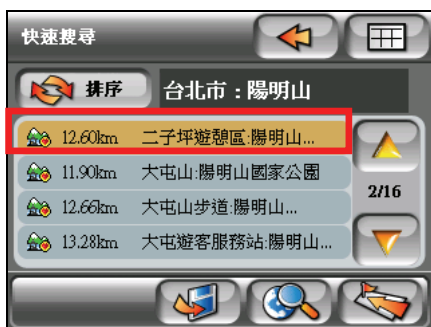 快速搜尋
排序
台北市:陽明山
12.60km 二子坪遊憩區:陽明山...
11.90km 大屯山:陽明山國家公園
2/16
12.66km 大屯山步道:陽明山...
13.28km 大屯遊客服務站:陽明山...